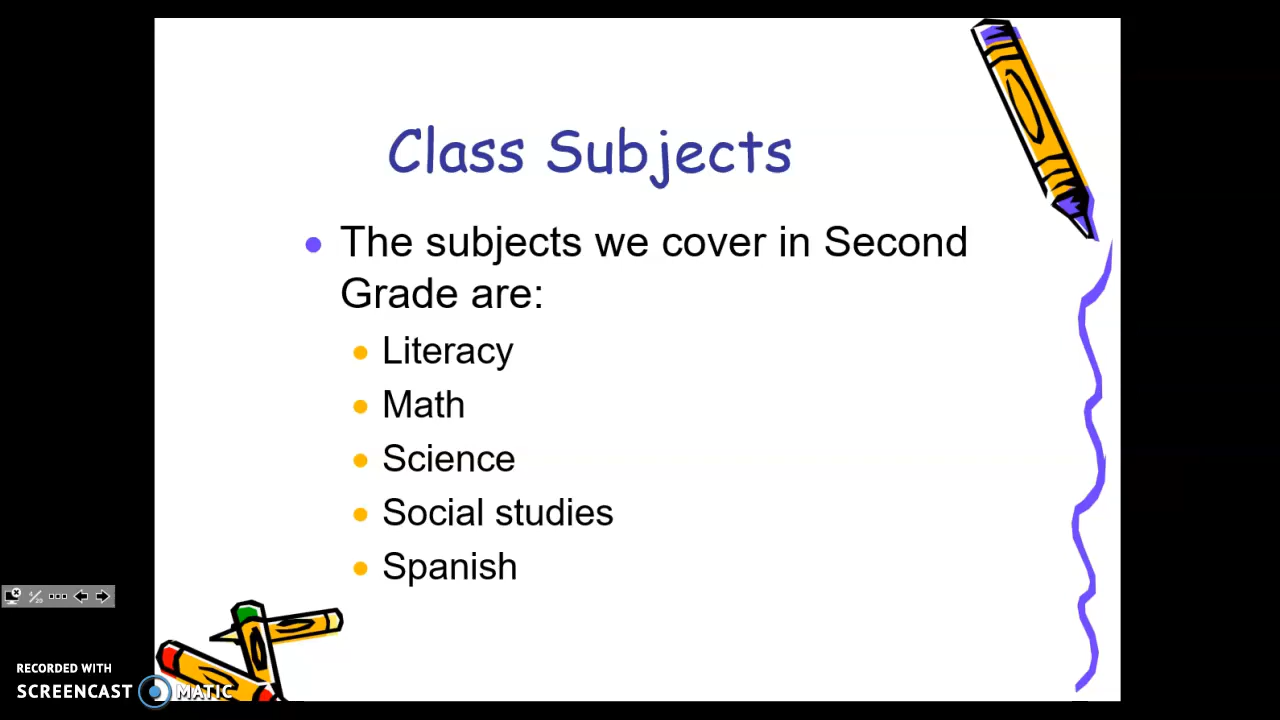 Class Subjects
The subjects we cover in Second
Grade are:
Literacy
Math
Science
Social studies
Spanish
RECORDED WITH
SCREENCAST MATIC